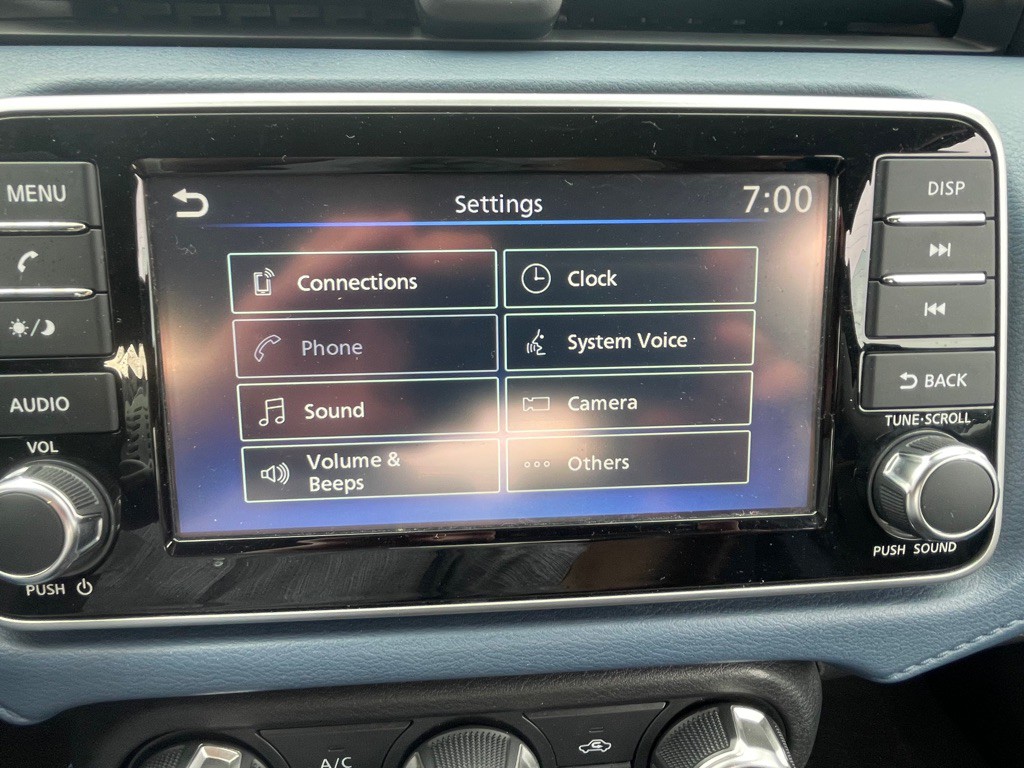 MENU
AUDIO
VOL
PUSH
Settings
7:00
Connections
Clock
Phone
System Voice
Sound
Camera
Volume &
Beeps
Others
DISP
BACK
TUNE·SCROLL
PUSH SOUND
A/C